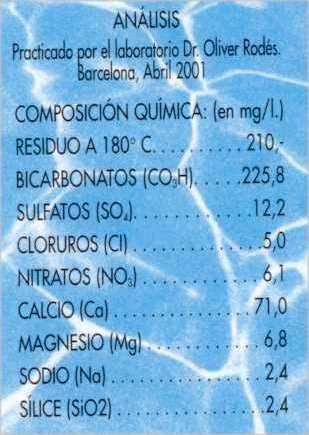 ANÁLISIS
Practicado por el laboratorio Dr. Oliver Rodés.
Barcelona, Abril 2001
COMPOSICIÓN QUÍMICA: (en mg/l.)
RESIDUO A 180° C. . . . . . . . . . 210,-
BICARBONATOS (CO₃H). . . . .225,8
SULFATOS (SO₄). . . . . . . . . . . .12,2
CLORUROS (Cl) . . . . . . . . . . . . .5,0
NITRATOS (NO₃) . . . . . . . . . . . . 6,1
CALCIO (Ca) . . . . . . . . . . . . . .71,0
MAGNESIO (Mg) . . . . . . . . . . . 6,8
SODIO (Na) . . . . . . . . . . . . . . . 2,4
SÍLICE (SiO2) . . . . . . . . . . . . . .2,4